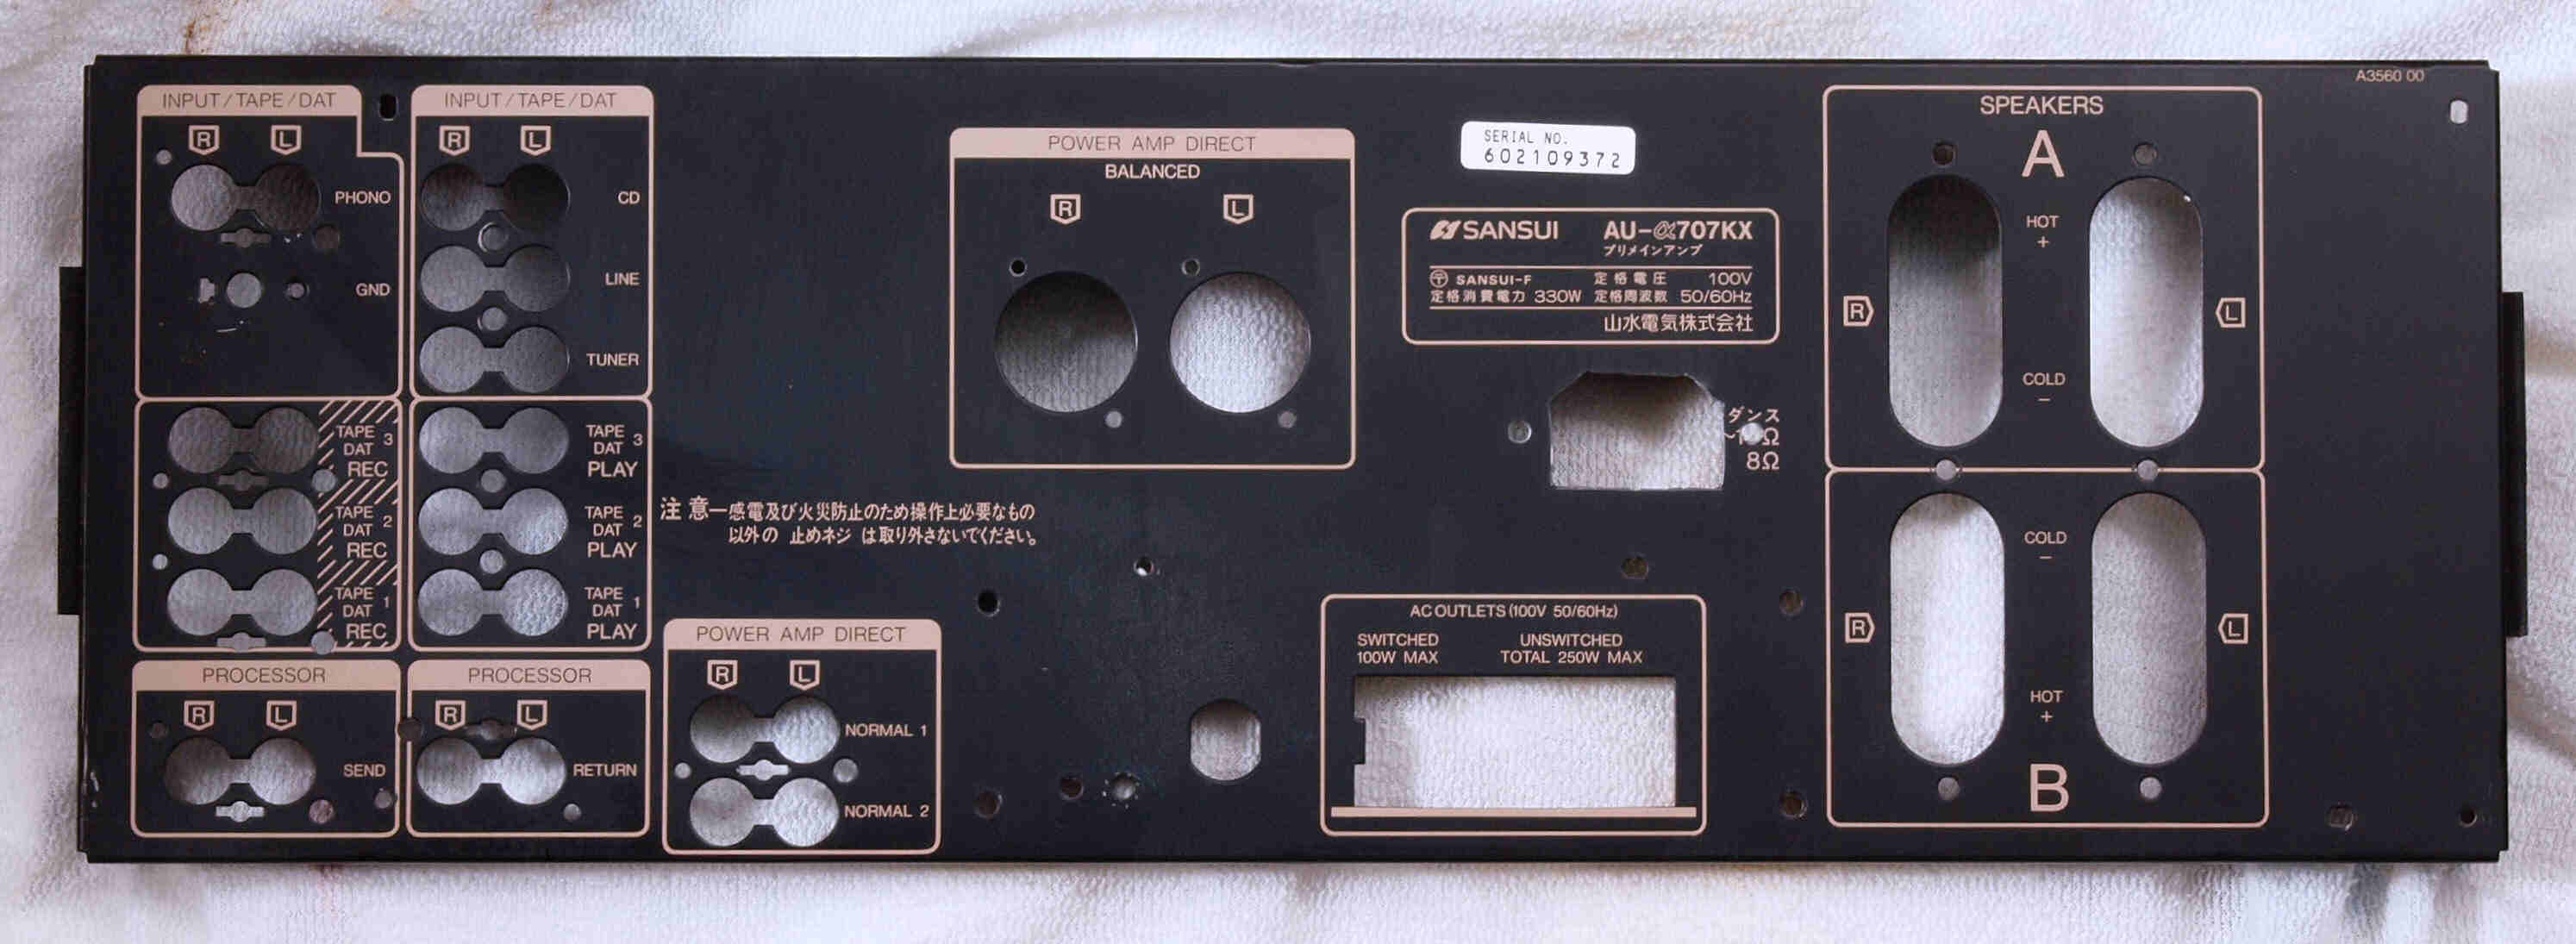 A3560 00
INPUT/TAPE/DAT
R L
PHONO
GND
TAPE 3
DAT
REC
TAPE 2
DAT
REC
TAPE 1
DAT
REC
INPUT/TAPE/DAT
R L
CD
LINE
TUNER
TAPE 3
DAT
PLAY
TAPE 2
DAT
PLAY
TAPE 1
DAT
PLAY
PROCESSOR
R L
SEND
PROCESSOR
R L
RETURN
POWER AMP DIRECT
R L
NORMAL 1
NORMAL 2
注意―感電及び火災防止のため操作上必要なもの
以外の 止めネジ は取り外さないでください。
POWER AMP DIRECT
BALANCED
R L
SERIAL NO.
602109372
SANSUI AU-α707KX
プリメインアンプ
〒 SANSUI-F 定格電圧 100V
定格消費電力 330W 定格周波数 50/60Hz
山水電気株式会社
ダンス
Ω
8Ω
AC OUTLETS (100V 50/60Hz)
SWITCHED UNSWITCHED
100W MAX TOTAL 250W MAX
SPEAKERS
A
HOT
+
R L
COLD
−
COLD
−
R L
HOT
+
B